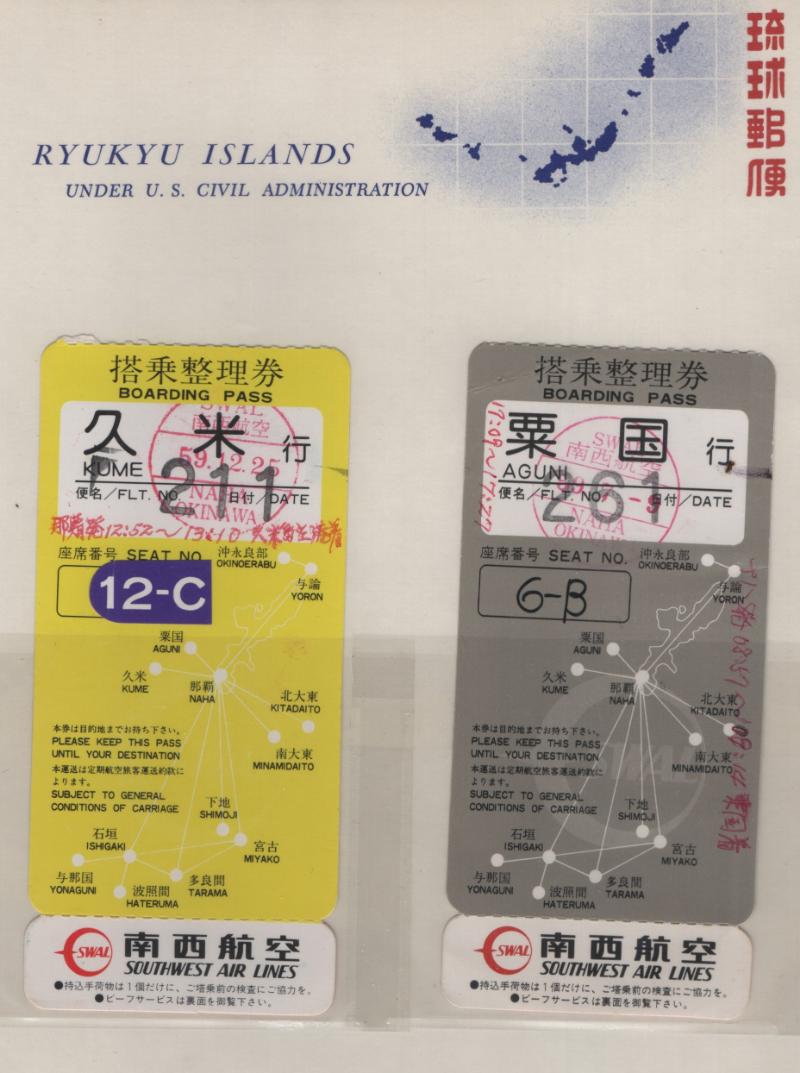 琉球郵便
RYUKYU ISLANDS
UNDER U.S. CIVIL ADMINISTRATION
搭乗整理券
BOARDING PASS
久米行
KUME
便名/FLT. NO.
日付/DATE
211
SWAL
南西航空
59.12.25
NAHA
OKINAWA
12:52～13:10
座席番号 SEAT NO.
12-C
沖永良部
OKINOERABU
与論
YORON
粟国
AGUNI
久米
KUME
那覇
NAHA
北大東
KITADAITO
南大東
MINAMIDAITO
本券は目的地までお持ち下さい。
PLEASE KEEP THIS PASS
UNTIL YOUR DESTINATION
本運送は定期航空旅客運送約款に
よります。
SUBJECT TO GENERAL
CONDITIONS OF CARRIAGE
下地
SHIMOJI
石垣
ISHIGAKI
宮古
MIYAKO
与那国
YONAGUNI
波照間
HATERUMA
多良間
TARAMA
SWAL 南西航空
SOUTHWEST AIR LINES
●持込手荷物は1個だけに、ご塔乗前の検査にご協力を。
●ビーフサービスは裏面を御覧下さい。
搭乗整理券
BOARDING PASS
粟国行
AGUNI
便名/FLT. NO.
日付/DATE
261
SWAL
南西航空
NAHA
OKINAWA
17:09～17:27
座席番号 SEAT NO.
6-B
沖永良部
OKINOERABU
与論
YORON
粟国
AGUNI
久米
KUME
那覇
NAHA
北大東
KITADAITO
南大東
MINAMIDAITO
本券は目的地までお持ち下さい。
PLEASE KEEP THIS PASS
UNTIL YOUR DESTINATION
本運送は定期航空旅客運送約款に
よります。
SUBJECT TO GENERAL
CONDITIONS OF CARRIAGE
SWAL
下地
SHIMOJI
石垣
ISHIGAKI
宮古
MIYAKO
与那国
YONAGUNI
波照間
HATERUMA
多良間
TARAMA
SWAL 南西航空
SOUTHWEST AIR LINES
●持込手荷物は1個だけに、ご塔乗前の検査にご協力を。
●ビーフサービスは裏面を御覧下さい。